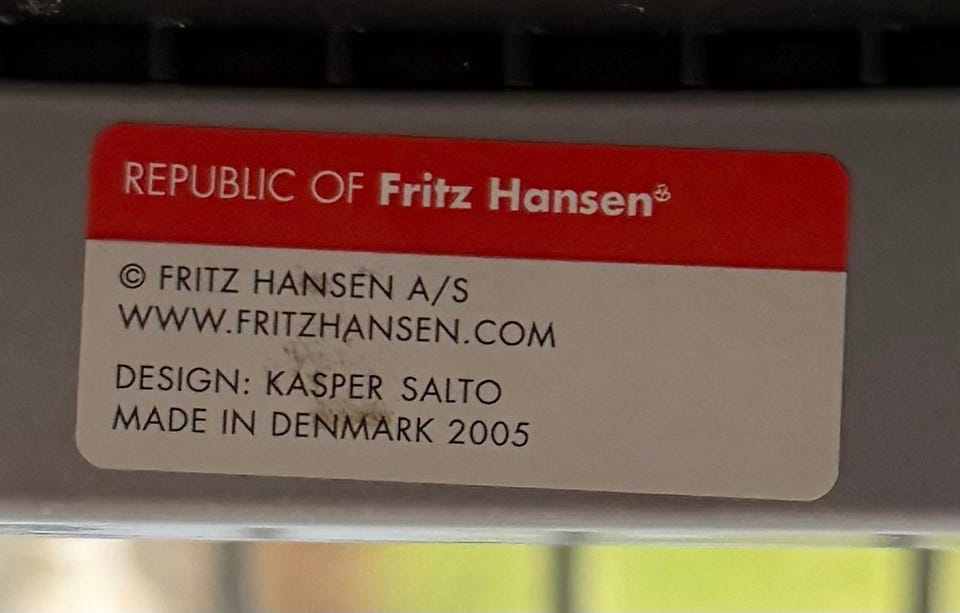 REPUBLIC OF Fritz Hansen
© FRITZ HANSEN A/S
WWW.FRITZHANSEN.COM
DESIGN: KASPER SALTO
MADE IN DENMARK 2005